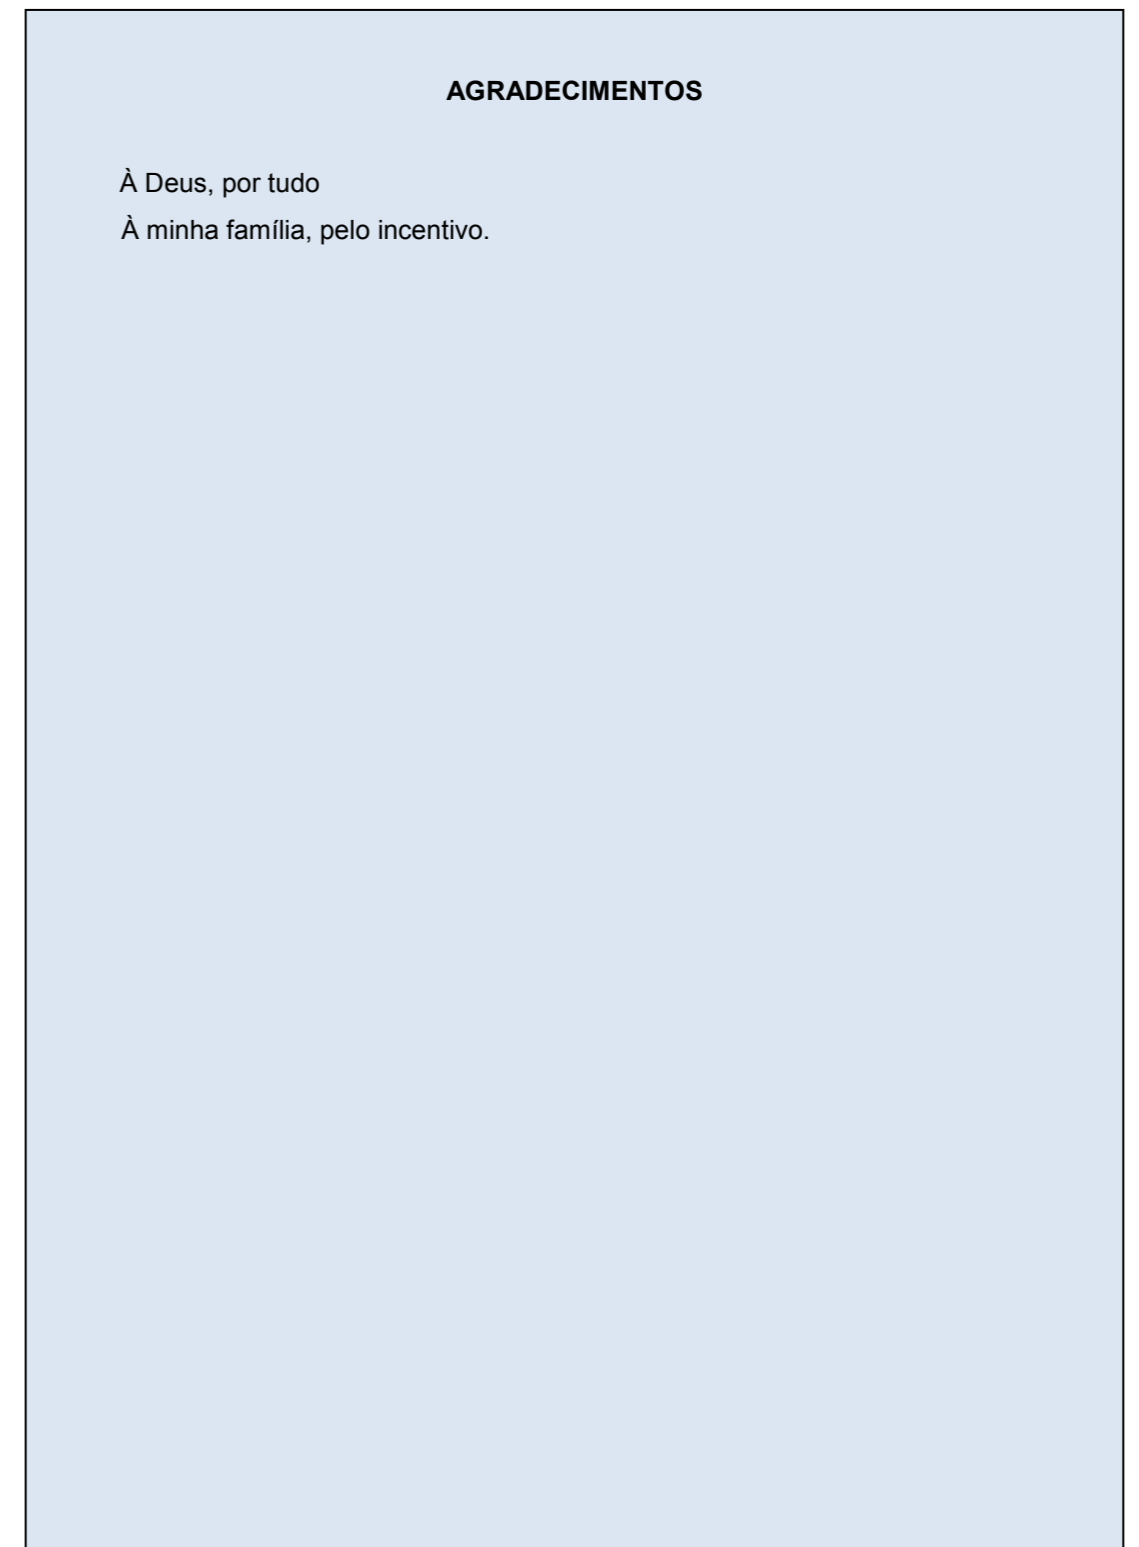 AGRADECIMENTOS
À Deus, por tudo
À minha família, pelo incentivo.